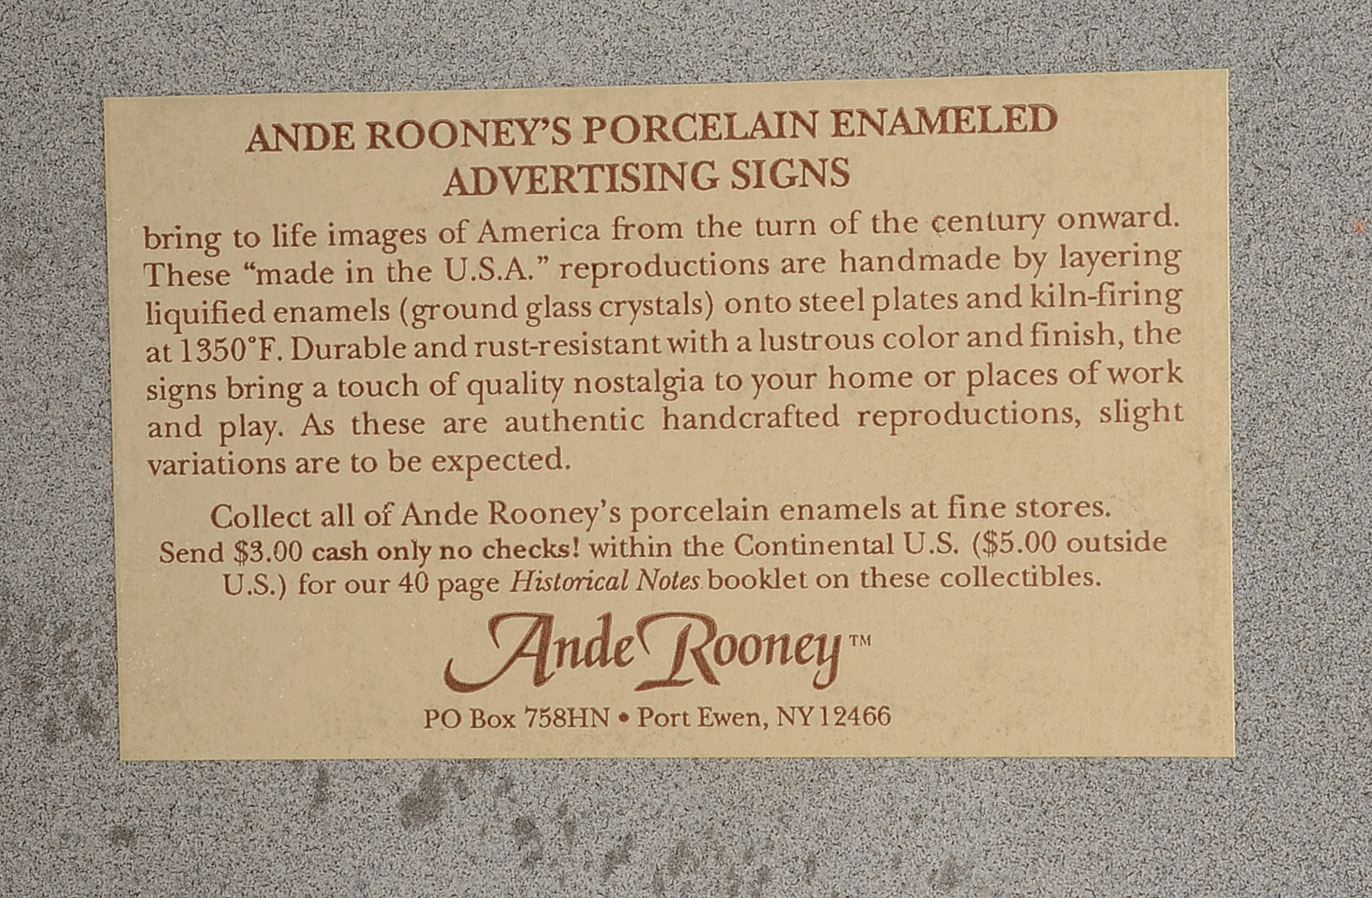 ANDE ROONEY'S PORCELAIN ENAMELED
ADVERTISING SIGNS
bring to life images of America from the turn of the century onward.
These “made in the U.S.A.” reproductions are handmade by layering
liquified enamels (ground glass crystals) onto steel plates and kiln-firing
at 1350°F. Durable and rust-resistant with a lustrous color and finish, the
signs bring a touch of quality nostalgia to your home or places of work
and play. As these are authentic handcrafted reproductions, slight
variations are to be expected.
Collect all of Ande Rooney's porcelain enamels at fine stores.
Send $3.00 cash only no checks! within the Continental U.S. ($5.00 outside
U.S.) for our 40 page Historical Notes booklet on these collectibles.
Ande Rooney™
PO Box 758HN • Port Ewen, NY 12466